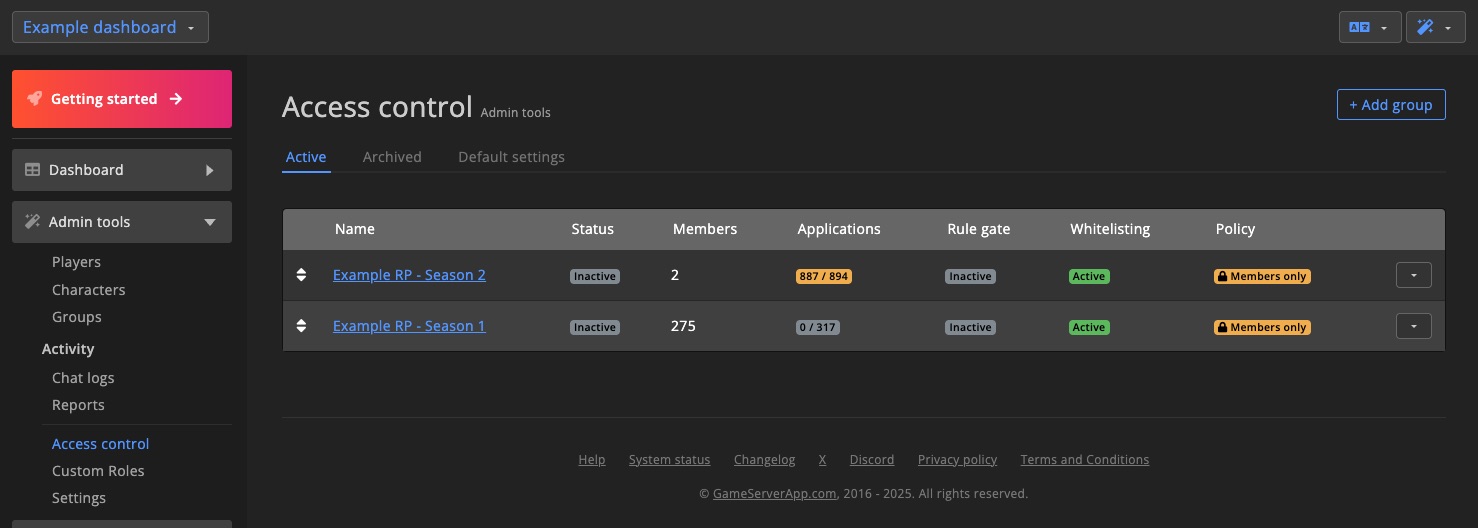 Example dashboard
Getting started
Dashboard
Admin tools
Players
Characters
Groups
Activity
Chat logs
Reports
Access control
Custom Roles
Settings
Access control Admin tools
+ Add group
Active Archived Default settings
Name Status Members Applications Rule gate Whitelisting Policy
Example RP - Season 2 Inactive 2 887 / 894 Inactive Active Members only
Example RP - Season 1 Inactive 275 0 / 317 Inactive Active Members only
Help System status Changelog X Discord Privacy policy Terms and Conditions
© GameServerApp.com, 2016 - 2025. All rights reserved.